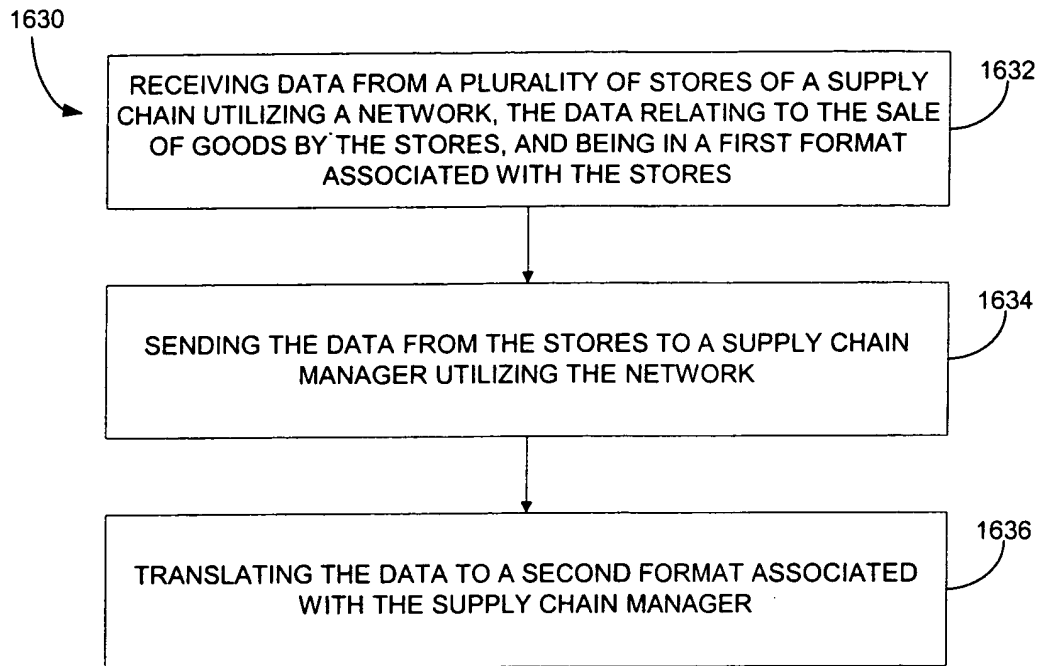 1630
RECEIVING DATA FROM A PLURALITY OF STORES OF A SUPPLY
CHAIN UTILIZING A NETWORK, THE DATA RELATING TO THE SALE
OF GOODS BY THE STORES, AND BEING IN A FIRST FORMAT
ASSOCIATED WITH THE STORES
1632
SENDING THE DATA FROM THE STORES TO A SUPPLY CHAIN
MANAGER UTILIZING THE NETWORK
1634
TRANSLATING THE DATA TO A SECOND FORMAT ASSOCIATED
WITH THE SUPPLY CHAIN MANAGER
1636